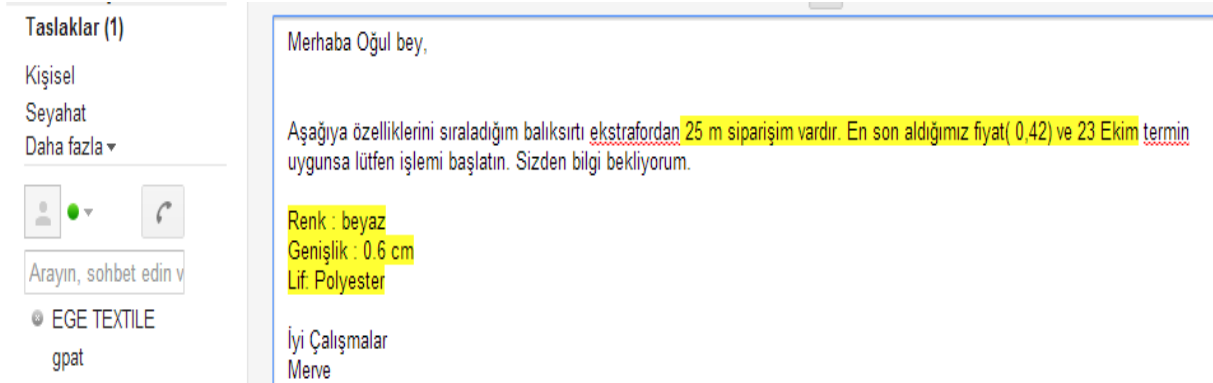 Taslaklar (1)
Kişisel
Seyahat
Daha fazla
Arayın, sohbet edin v
EGE TEXTILE
gpat
Merhaba Oğul bey,
Aşağıya özelliklerini sıraladığım balıksırtı ekstrafordan 25 m siparişim vardır. En son aldığımız fiyat( 0,42) ve 23 Ekim termin
uygunsa lütfen işlemi başlatın. Sizden bilgi bekliyorum.
Renk : beyaz
Genişlik : 0.6 cm
Lif: Polyester
İyi Çalışmalar
Merve